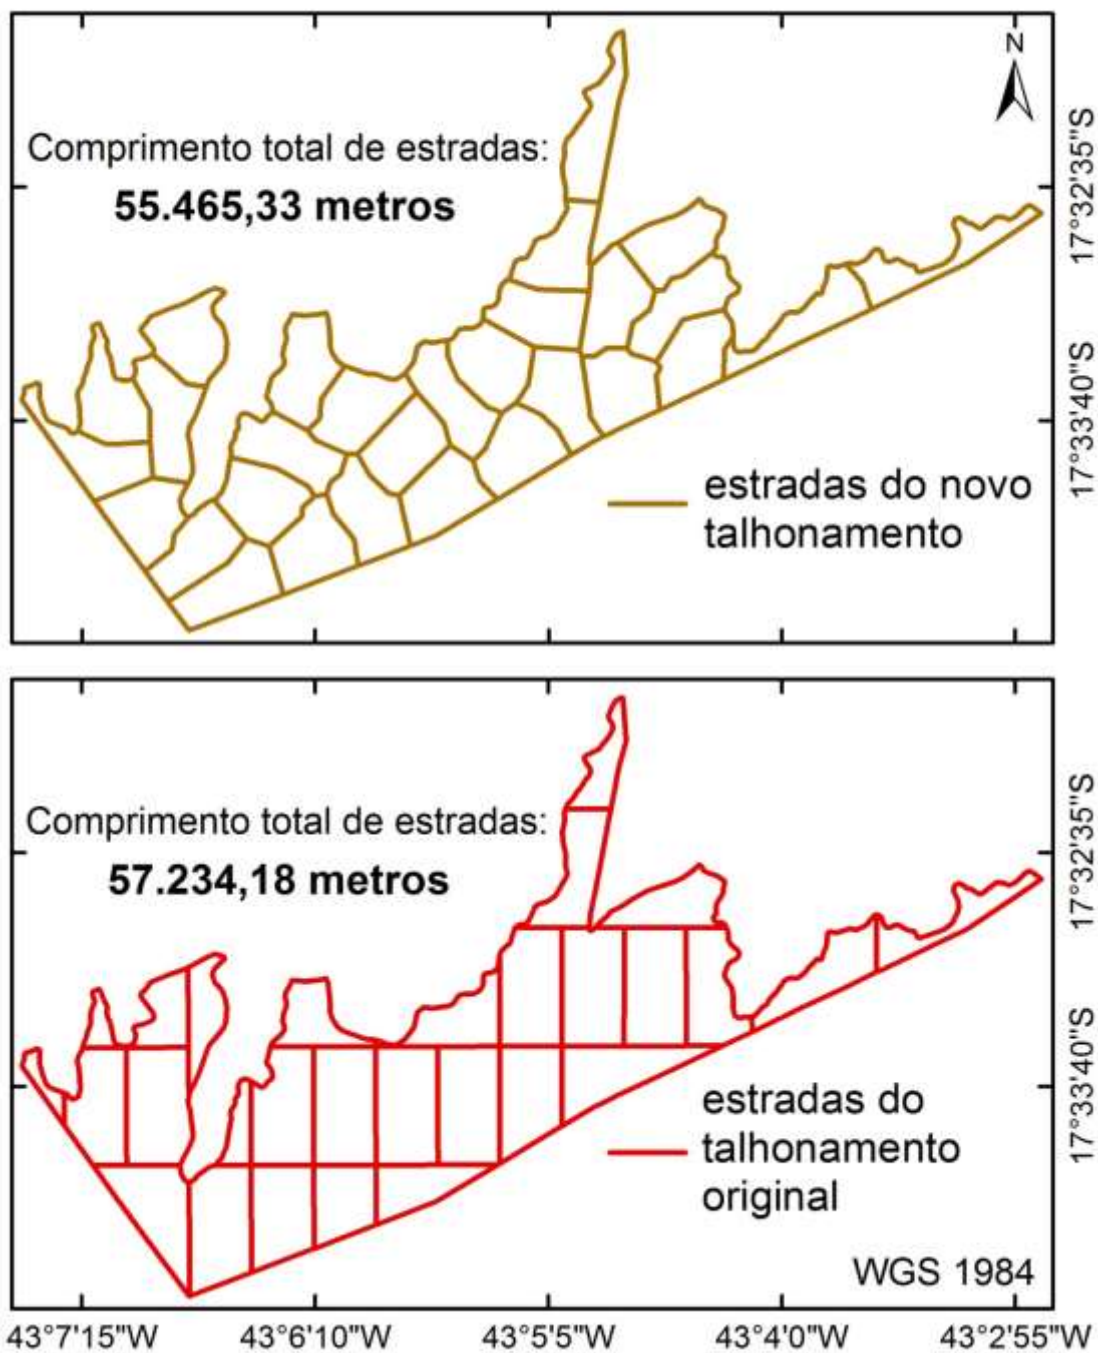 N
Comprimento total de estradas:
55.465,33 metros
17°32'35"S
17°33'40"S
estradas do novo
talhonamento
Comprimento total de estradas:
57.234,18 metros
17°32'35"S
17°33'40"S
estradas do
talhonamento
original
WGS 1984
43°7'15"W
43°6'10"W
43°5'5"W
43°4'0"W
43°2'55"W